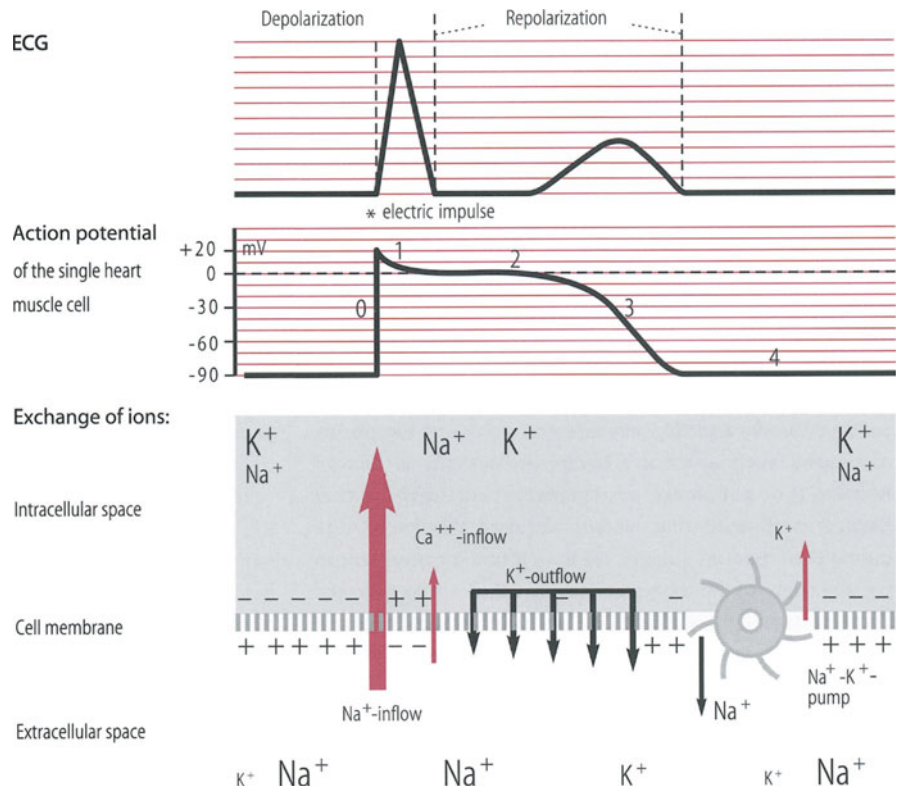 Depolarization
Repolarization
ECG
* electric impulse
Action potential
of the single heart
muscle cell
mV
+20
0
-30
-60
-90
0
1
2
3
4
Exchange of ions:
K+
Na+
Na+
K+
K+
Na+
Intracellular space
Ca++-inflow
K+
K+-outflow
− − − − − −
+ +
−
−
− − − −
Cell membrane
+ + + + + +
− −
+ + +
+ + + +
Na+-K+-
pump
Na+-inflow
Na+
Extracellular space
K+ Na+
Na+
K+
K+ Na+